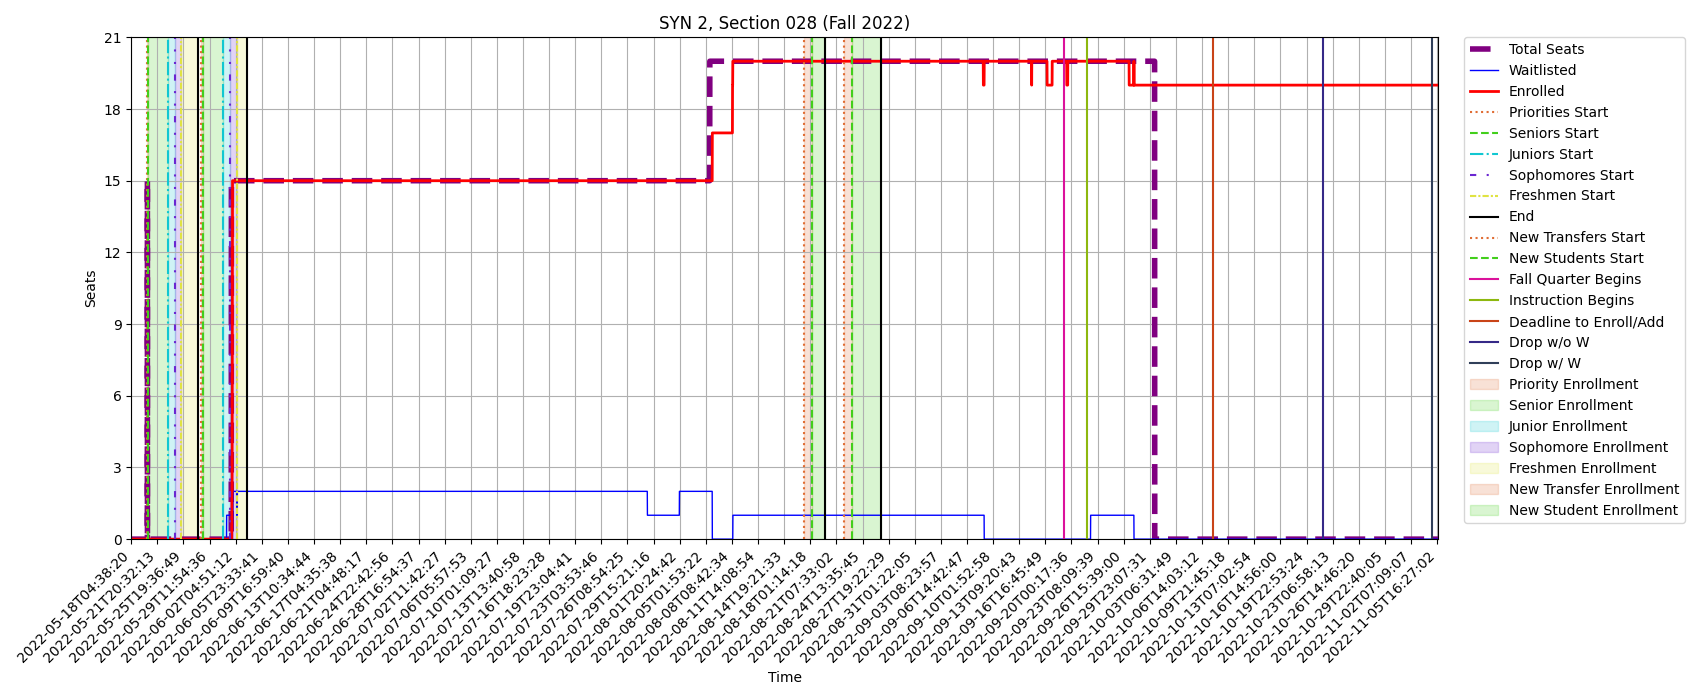 SYN 2, Section 028 (Fall 2022)
21
18
15
12
9
6
3
0
Seats
2022-05-18T04:38:20
2022-05-21T20:32:13
2022-05-25T19:36:49
2022-05-29T11:54:36
2022-06-02T04:51:12
2022-06-05T23:33:41
2022-06-09T16:59:40
2022-06-13T10:34:44
2022-06-17T04:35:38
2022-06-21T04:48:17
2022-06-24T22:42:56
2022-06-28T16:54:37
2022-07-02T11:42:27
2022-07-06T05:57:53
2022-07-10T01:09:27
2022-07-13T13:40:58
2022-07-16T18:23:28
2022-07-19T23:04:41
2022-07-23T03:53:46
2022-07-26T08:54:25
2022-07-29T15:21:16
2022-08-01T20:24:42
2022-08-05T01:53:22
2022-08-08T08:42:34
2022-08-11T14:08:54
2022-08-14T19:21:33
2022-08-18T01:14:18
2022-08-21T07:33:02
2022-08-24T13:35:45
2022-08-27T19:22:29
2022-08-31T01:22:05
2022-09-03T08:23:57
2022-09-06T14:42:47
2022-09-10T01:52:58
2022-09-13T09:20:43
2022-09-16T16:45:49
2022-09-20T00:17:36
2022-09-23T08:09:39
2022-09-26T15:39:00
2022-09-29T23:07:31
2022-10-03T06:31:49
2022-10-06T14:03:12
2022-10-09T21:45:18
2022-10-13T07:02:54
2022-10-16T14:56:00
2022-10-19T22:53:24
2022-10-23T06:58:13
2022-10-26T14:46:20
2022-10-29T22:40:05
2022-11-02T07:09:07
2022-11-05T16:27:02
Time
Total Seats
Waitlisted
Enrolled
Priorities Start
Seniors Start
Juniors Start
Sophomores Start
Freshmen Start
End
New Transfers Start
New Students Start
Fall Quarter Begins
Instruction Begins
Deadline to Enroll/Add
Drop w/o W
Drop w/ W
Priority Enrollment
Senior Enrollment
Junior Enrollment
Sophomore Enrollment
Freshmen Enrollment
New Transfer Enrollment
New Student Enrollment